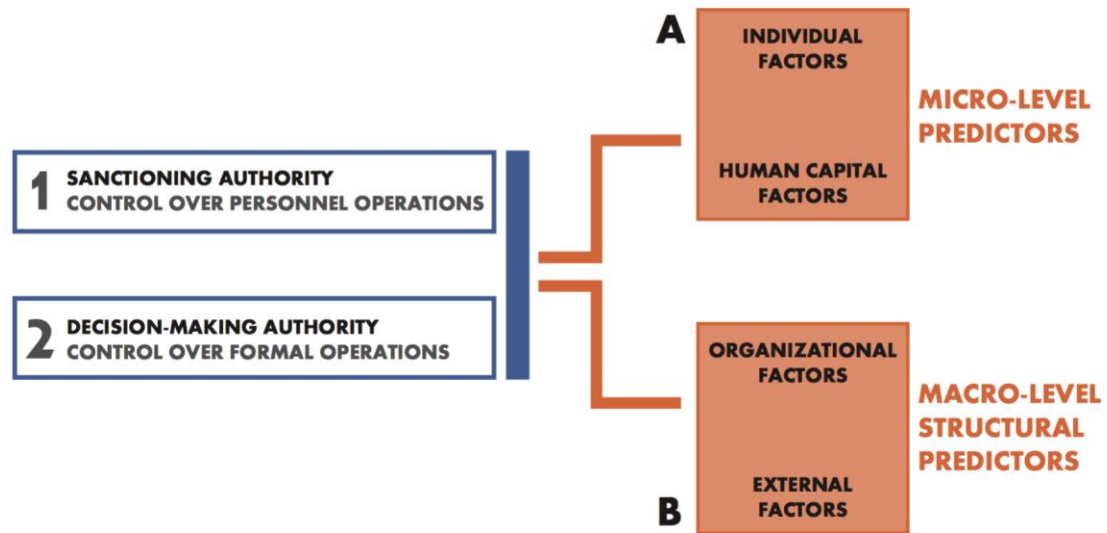 1 SANCTIONING AUTHORITY
CONTROL OVER PERSONNEL OPERATIONS
2 DECISION-MAKING AUTHORITY
CONTROL OVER FORMAL OPERATIONS
A
INDIVIDUAL
FACTORS
HUMAN CAPITAL
FACTORS
MICRO-LEVEL
PREDICTORS
ORGANIZATIONAL
FACTORS
EXTERNAL
FACTORS
B
MACRO-LEVEL
STRUCTURAL
PREDICTORS